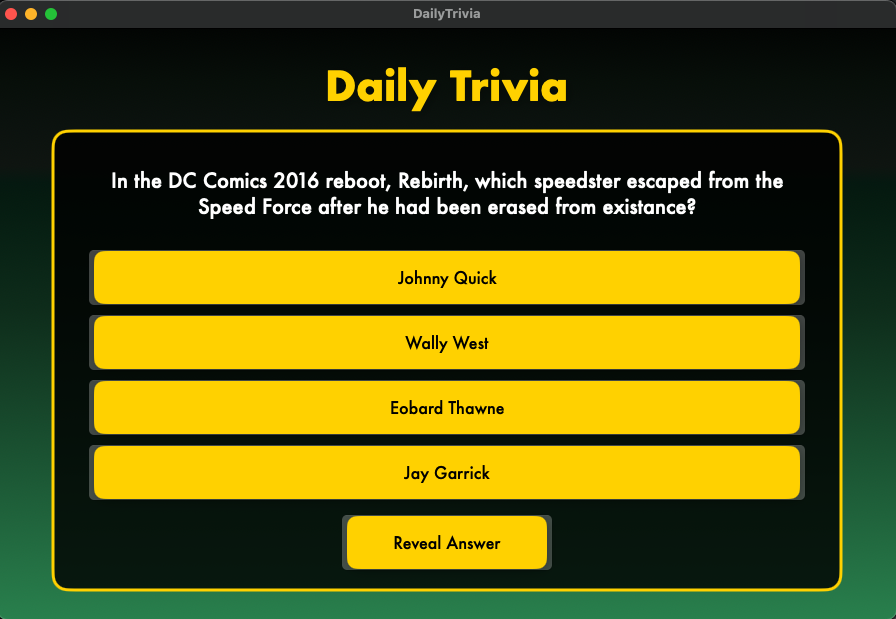 DailyTrivia
Daily Trivia
In the DC Comics 2016 reboot, Rebirth, which speedster escaped from the
Speed Force after he had been erased from existance?
Johnny Quick
Wally West
Eobard Thawne
Jay Garrick
Reveal Answer